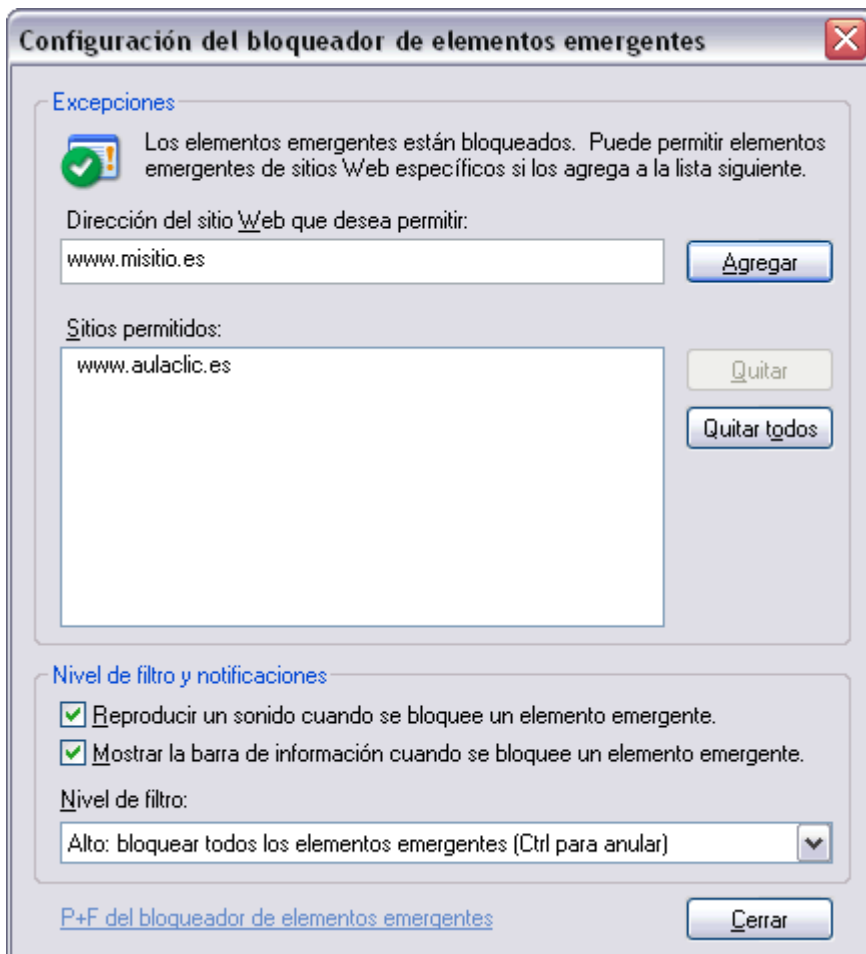 Configuración del bloqueador de elementos emergentes
Excepciones
Los elementos emergentes están bloqueados. Puede permitir elementos
emergentes de sitios Web específicos si los agrega a la lista siguiente.
Dirección del sitio Web que desea permitir:
www.misitio.es
Agregar
Sitios permitidos:
www.aulaclic.es
Quitar
Quitar todos
Nivel de filtro y notificaciones
Reproducir un sonido cuando se bloquee un elemento emergente.
Mostrar la barra de información cuando se bloquee un elemento emergente.
Nivel de filtro:
Alto: bloquear todos los elementos emergentes (Ctrl para anular)
P+F del bloqueador de elementos emergentes
Cerrar